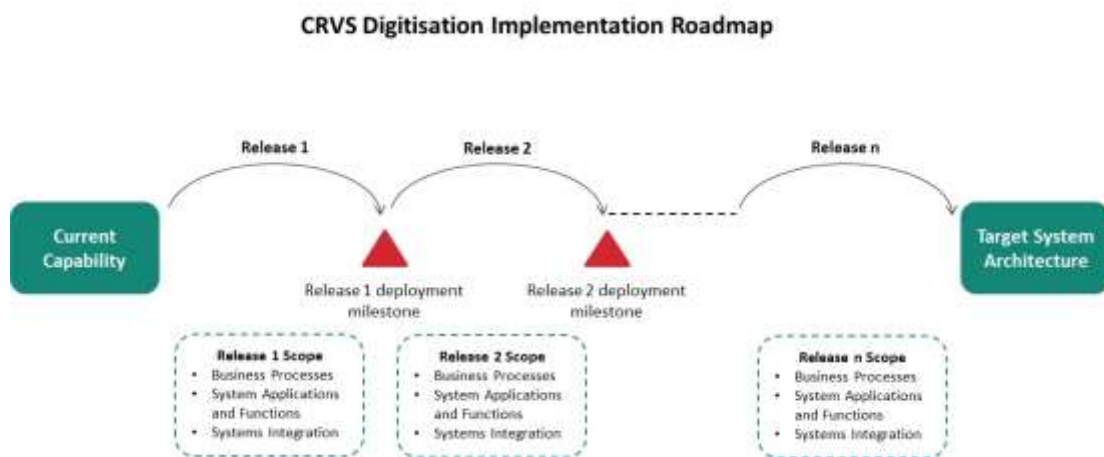 CRVS Digitisation Implementation Roadmap
Release 1
Release 2
Release n
Current
Capability
Target System
Architecture
Release 1 deployment
milestone
Release 2 deployment
milestone
Release 1 Scope
• Business Processes
• System Applications
and Functions
• Systems Integration
Release 2 Scope
• Business Processes
• System Applications
and Functions
• Systems Integration
Release n Scope
• Business Processes
• System Applications
and Functions
• Systems Integration